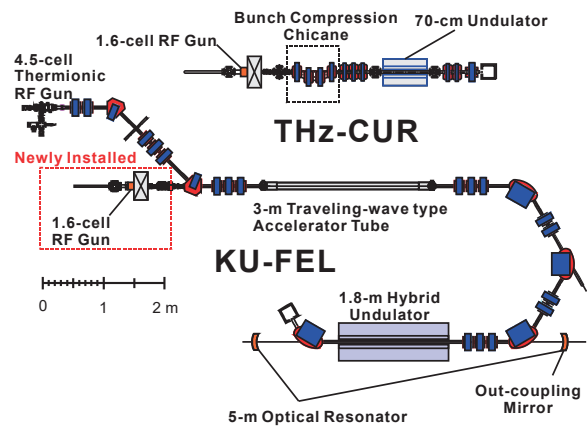 Bunch Compression
Chicane
70-cm Undulator
1.6-cell RF Gun
4.5-cell
Thermionic
RF Gun
THz-CUR
Newly Installed
1.6-cell
RF Gun
3-m Traveling-wave type
Accelerator Tube
KU-FEL
0 1 2 m
1.8-m Hybrid
Undulator
Out-coupling
Mirror
5-m Optical Resonator